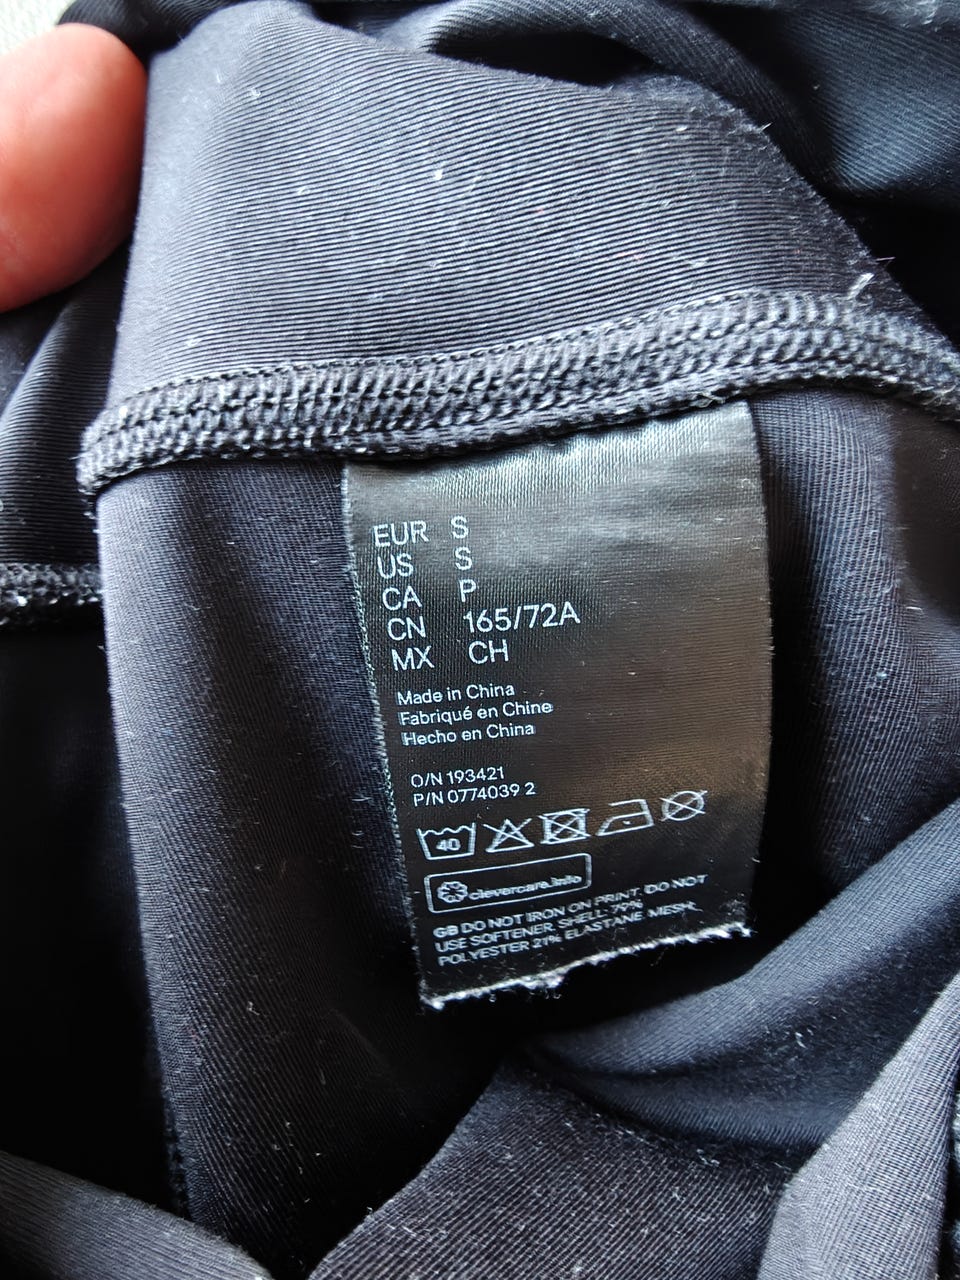 EUR S
US S
CA P
CN 165/72A
MX CH
Made in China
Fabriqué en Chine
Hecho en China
O/N 193421
P/N 0774039 2
40
clevercare.info
GB DO NOT IRON ON PRINT. DO NOT
USE SOFTENER. SHELL: 79%
POLYESTER 21% ELASTANE MESH: